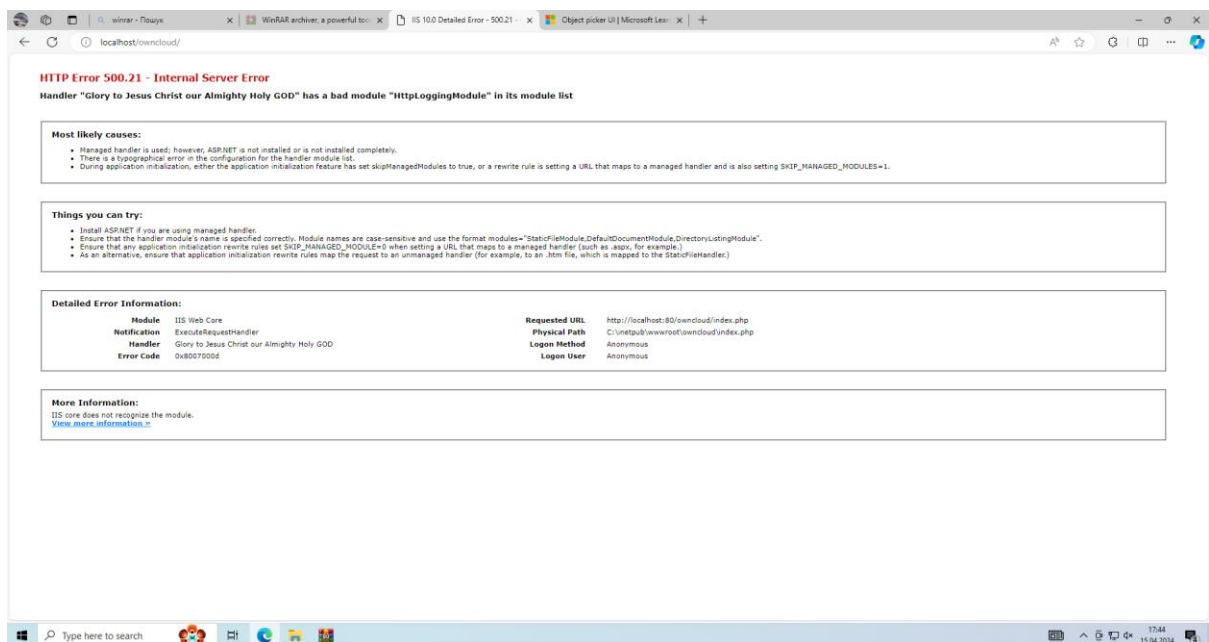 winrar - Пошук
WinRAR archiver, a powerful too
IIS 10.0 Detailed Error - 500.21 -
Object picker UI | Microsoft Lear
localhost/owncloud/
HTTP Error 500.21 - Internal Server Error
Handler "Glory to Jesus Christ our Almighty Holy GOD" has a bad module "HttpLoggingModule" in its module list
Most likely causes:
Managed handler is used; however, ASP.NET is not installed or is not installed completely.
There is a typographical error in the configuration for the handler module list.
During application initialization, either the application initialization feature has set skipManagedModules to true, or a rewrite rule is setting a URL that maps to a managed handler and is also setting SKIP_MANAGED_MODULES=1.
Things you can try:
Install ASP.NET if you are using managed handler.
Ensure that the handler module's name is specified correctly. Module names are case-sensitive and use the format modules="StaticFileModule,DefaultDocumentModule,DirectoryListingModule".
Ensure that any application initialization rewrite rules set SKIP_MANAGED_MODULE=0 when setting a URL that maps to a managed handler (such as .aspx, for example.)
As an alternative, ensure that application initialization rewrite rules map the request to an unmanaged handler (for example, to an .htm file, which is mapped to the StaticFileHandler.)
Detailed Error Information:
Module IIS Web Core
Notification ExecuteRequestHandler
Handler Glory to Jesus Christ our Almighty Holy GOD
Error Code 0x8007000d
Requested URL http://localhost:80/owncloud/index.php
Physical Path C:\inetpub\wwwroot\owncloud\index.php
Logon Method Anonymous
Logon User Anonymous
More Information:
IIS core does not recognize the module.
View more information »
Type here to search
17:44
15.04.2024